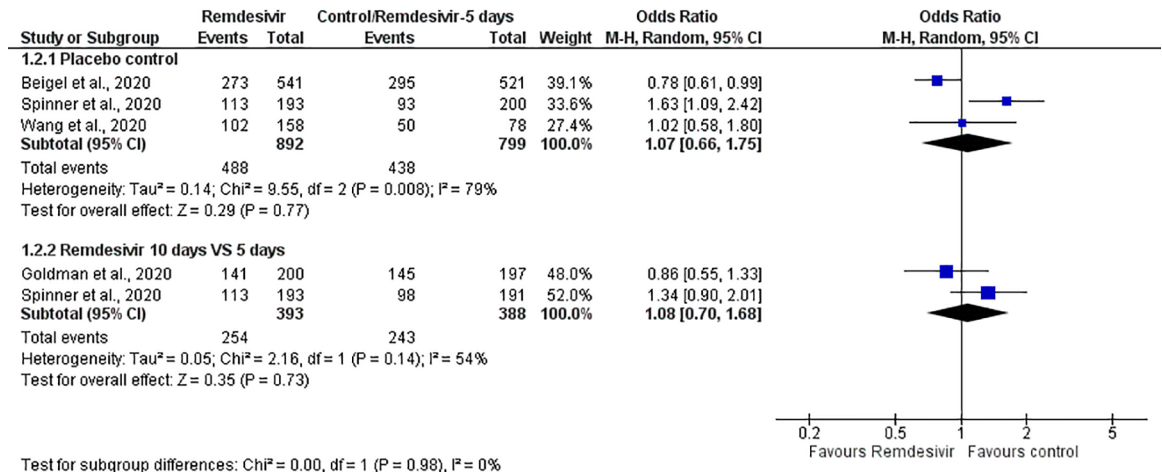 Remdesivir Control/Remdesivir-5 days Odds Ratio Odds Ratio
Study or Subgroup Events Total Events Total Weight M-H, Random, 95% CI M-H, Random, 95% CI
1.2.1 Placebo control
Beigel et al., 2020 273 541 295 521 39.1% 0.78 [0.61, 0.99]
Spinner et al., 2020 113 193 93 200 33.6% 1.63 [1.09, 2.42]
Wang et al., 2020 102 158 50 78 27.4% 1.02 [0.58, 1.80]
Subtotal (95% CI) 892 799 100.0% 1.07 [0.66, 1.75]
Total events 488 438
Heterogeneity: Tau² = 0.14; Chi² = 9.55, df = 2 (P = 0.008); I² = 79%
Test for overall effect: Z = 0.29 (P = 0.77)
1.2.2 Remdesivir 10 days VS 5 days
Goldman et al., 2020 141 200 145 197 48.0% 0.86 [0.55, 1.33]
Spinner et al., 2020 113 193 98 191 52.0% 1.34 [0.90, 2.01]
Subtotal (95% CI) 393 388 100.0% 1.08 [0.70, 1.68]
Total events 254 243
Heterogeneity: Tau² = 0.05; Chi² = 2.16, df = 1 (P = 0.14); I² = 54%
Test for overall effect: Z = 0.35 (P = 0.73)
0.2 0.5 1 2 5
Favours Remdesivir Favours control
Test for subgroup differences: Chi² = 0.00, df = 1 (P = 0.98), I² = 0%